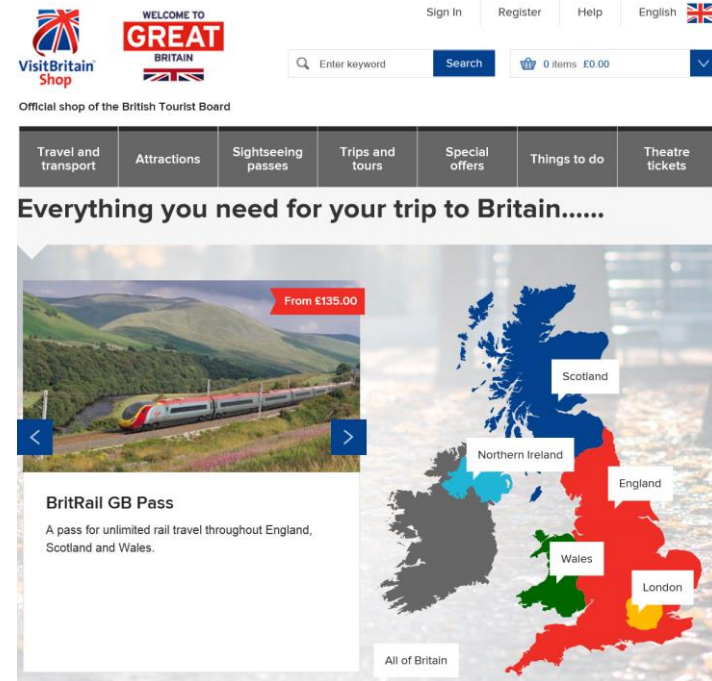 WELCOME TO
GREAT
BRITAIN
VisitBritain
Shop
Sign In Register Help English
Enter keyword Search 0 items £0.00
Official shop of the British Tourist Board
Travel and transport
Attractions
Sightseeing passes
Trips and tours
Special offers
Things to do
Theatre tickets
Everything you need for your trip to Britain......
From £135.00
BritRail GB Pass
A pass for unlimited rail travel throughout England,
Scotland and Wales.
Scotland
Northern Ireland
England
Wales
London
All of Britain